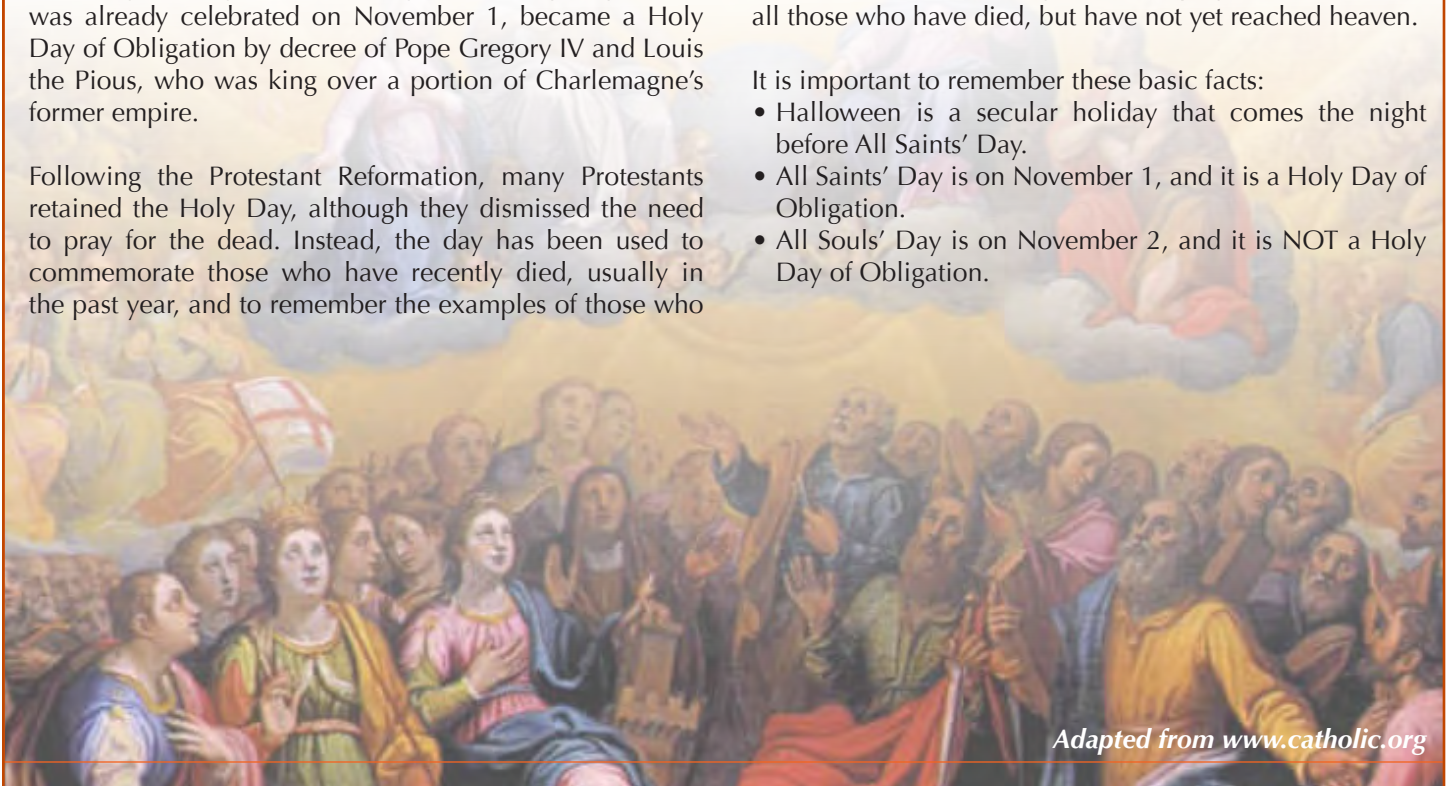 was already celebrated on November 1, became a Holy
Day of Obligation by decree of Pope Gregory IV and Louis
the Pious, who was king over a portion of Charlemagne's
former empire.
Following the Protestant Reformation, many Protestants
retained the Holy Day, although they dismissed the need
to pray for the dead. Instead, the day has been used to
commemorate those who have recently died, usually in
the past year, and to remember the examples of those who
all those who have died, but have not yet reached heaven.
It is important to remember these basic facts:
• Halloween is a secular holiday that comes the night
before All Saints' Day.
• All Saints' Day is on November 1, and it is a Holy Day of
Obligation.
• All Souls' Day is on November 2, and it is NOT a Holy
Day of Obligation.
Adapted from www.catholic.org